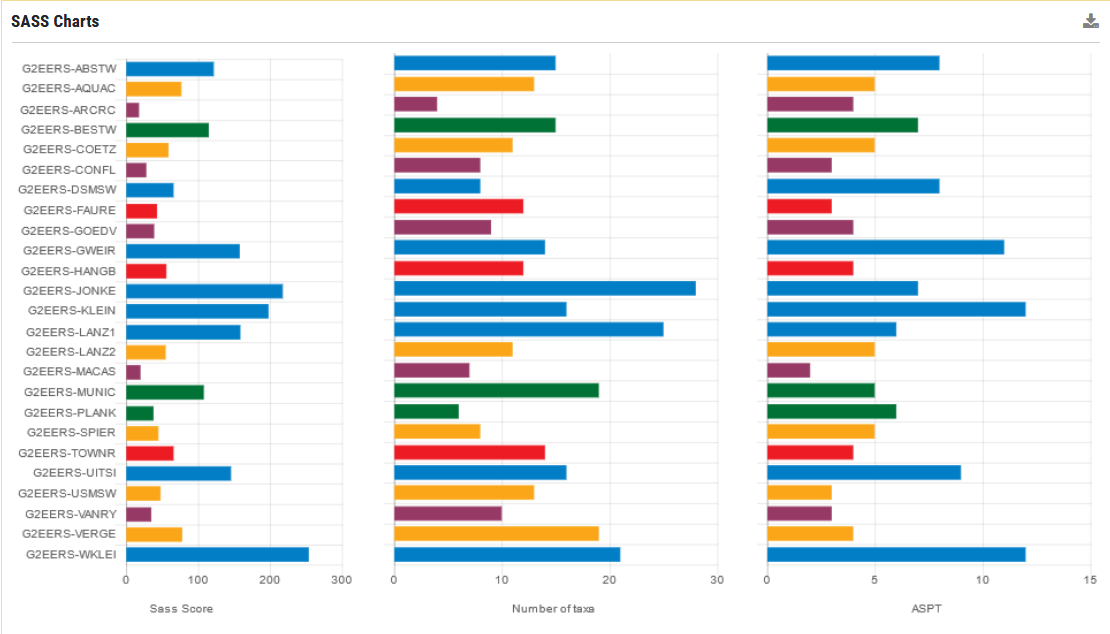 SASS Charts
G2EERS-ABSTW
G2EERS-AQUAC
G2EERS-ARCRC
G2EERS-BESTW
G2EERS-COETZ
G2EERS-CONFL
G2EERS-DSMSW
G2EERS-FAURE
G2EERS-GOEDV
G2EERS-GWEIR
G2EERS-HANGB
G2EERS-JONKE
G2EERS-KLEIN
G2EERS-LANZ1
G2EERS-LANZ2
G2EERS-MACAS
G2EERS-MUNIC
G2EERS-PLANK
G2EERS-SPIER
G2EERS-TOWNR
G2EERS-UITSI
G2EERS-USMSW
G2EERS-VANRY
G2EERS-VERGE
G2EERS-WKLEI
0 100 200 300
Sass Score
0 10 20 30
Number of taxa
0 5 10 15
ASPT